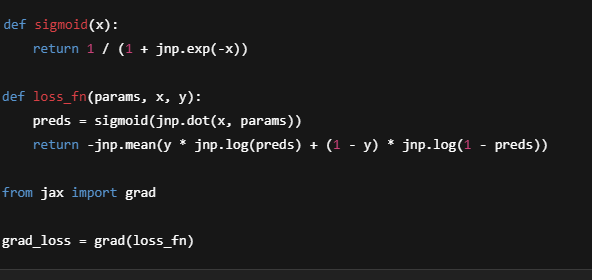 def sigmoid(x):
    return 1 / (1 + jnp.exp(-x))
def loss_fn(params, x, y):
    preds = sigmoid(jnp.dot(x, params))
    return -jnp.mean(y * jnp.log(preds) + (1 - y) * jnp.log(1 - preds))
from jax import grad
grad_loss = grad(loss_fn)